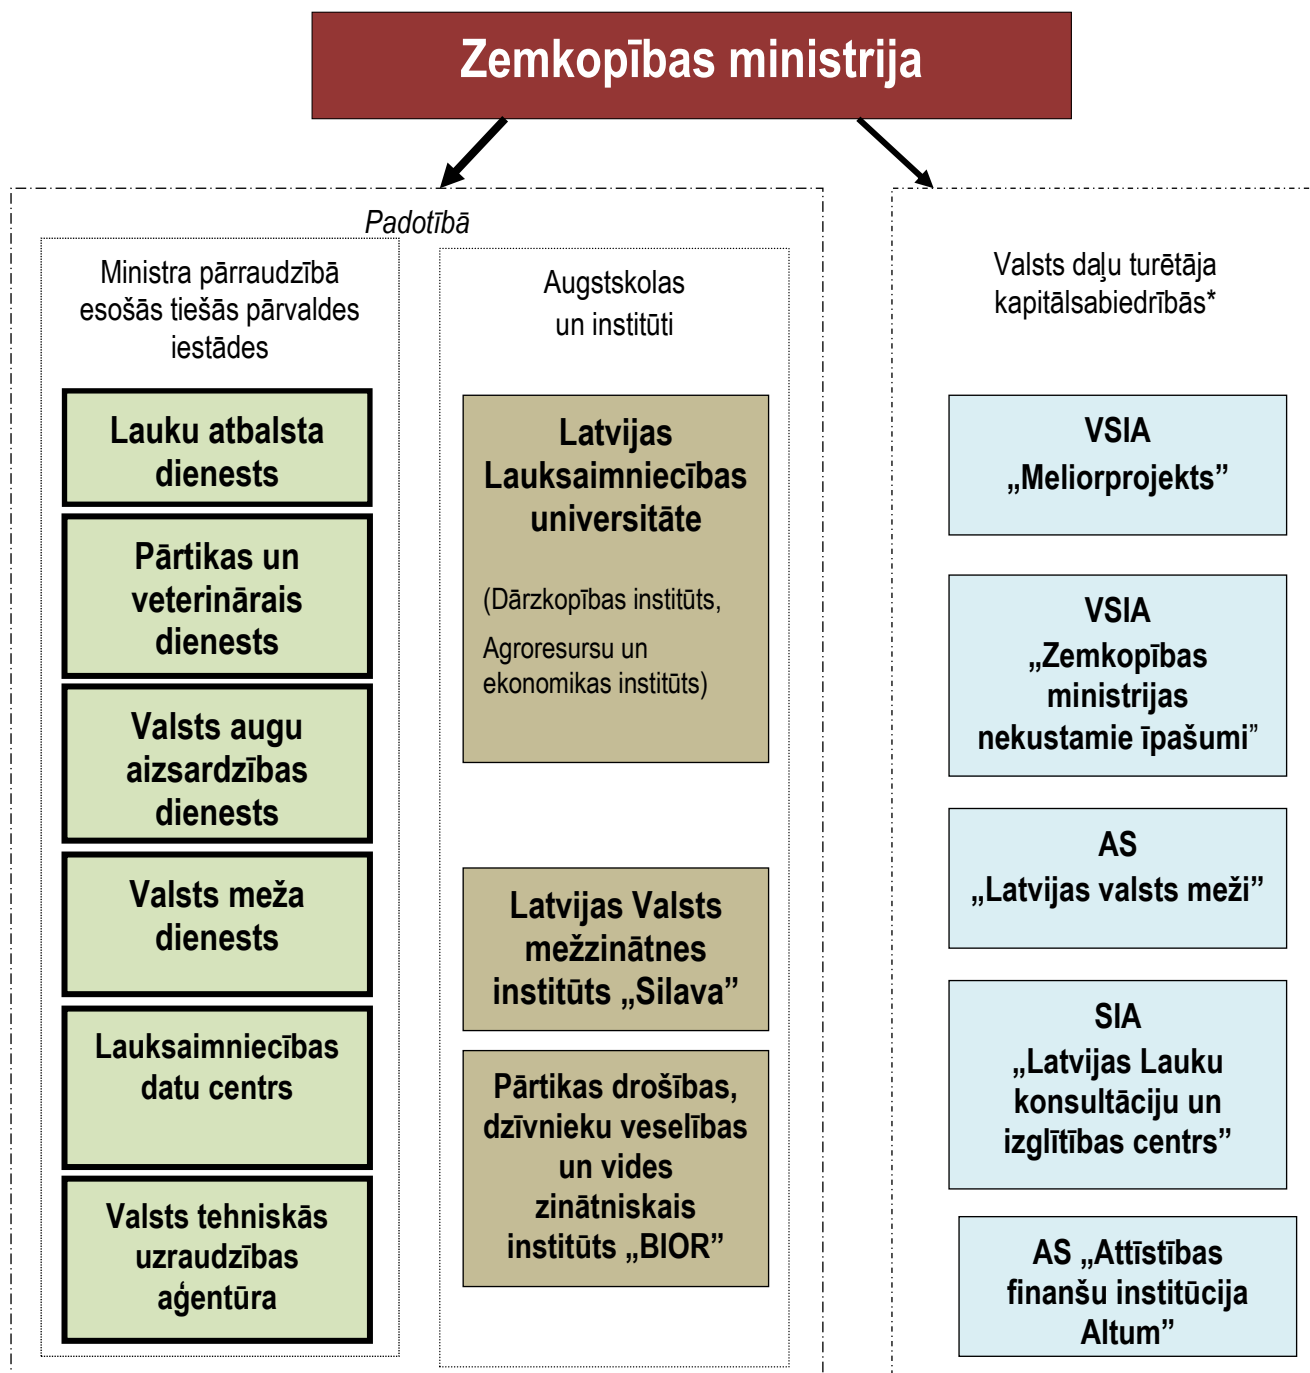 Zemkopības ministrija
Padotībā
Ministra pārraudzībā
esošās tiešās pārvaldes
iestādes
Lauku atbalsta
dienests
Pārtikas un
veterinārais
dienests
Valsts augu
aizsardzības
dienests
Valsts meža
dienests
Lauksaimniecības
datu centrs
Valsts tehniskās
uzraudzības
aģentūra
Augstskolas
un institūti
Latvijas
Lauksaimniecības
universitāte
(Dārzkopības institūts,
Agroresursu un
ekonomikas institūts)
Latvijas Valsts
mežzinātnes
institūts „Silava”
Pārtikas drošības,
dzīvnieku veselības
un vides
zinātniskais
institūts „BIOR”
Valsts daļu turētāja
kapitālsabiedrībās*
VSIA
„Meliorprojekts”
VSIA
„Zemkopības
ministrijas
nekustamie īpašumi”
AS
„Latvijas valsts meži”
SIA
„Latvijas Lauku
konsultāciju un
izglītības centrs”
AS „Attīstības
finanšu institūcija
Altum”